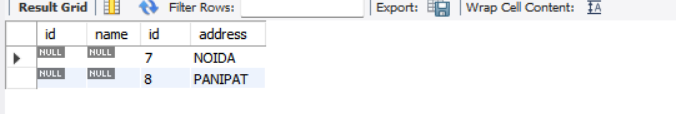 Result Grid Filter Rows: Export: Wrap Cell Content: IA
id name id address
NULL NULL 7 NOIDA
NULL NULL 8 PANIPAT